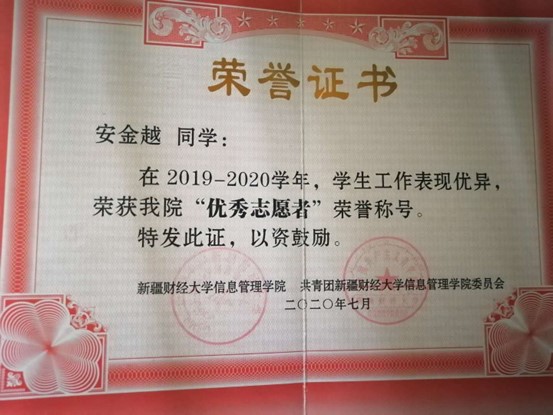 荣誉证书
安金越 同学：
在 2019-2020学年，学生工作表现优异，
荣获我院“优秀志愿者”荣誉称号。
特发此证，以资鼓励。
新疆财经大学信息管理学院 共青团新疆财经大学信息管理学院委员会
二〇二〇年七月